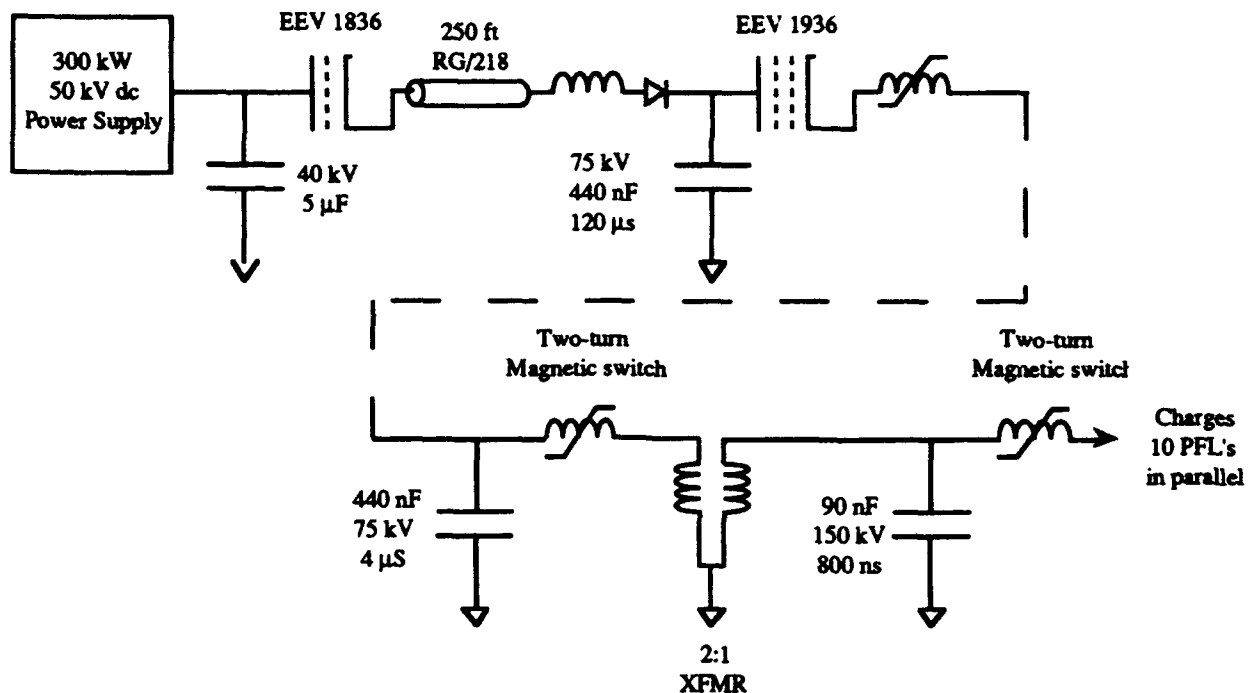 EEV 1836
250 ft
RG/218
EEV 1936
300 kW
50 kV dc
Power Supply
40 kV
5 μF
75 kV
440 nF
120 μs
Two-turn
Magnetic switch
Two-turn
Magnetic switch
Charges
10 PFL's
in parallel
440 nF
75 kV
4 μS
90 nF
150 kV
800 ns
2:1
XFMR